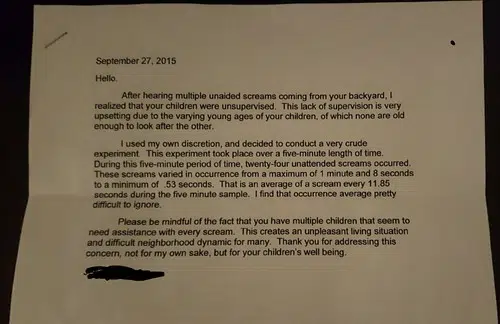 September 27, 2015
Hello.
After hearing multiple unaided screams coming from your backyard, I
realized that your children were unsupervised. This lack of supervision is very
upsetting due to the varying young ages of your children, of which none are old
enough to look after the other.
I used my own discretion, and decided to conduct a very crude
experiment. This experiment took place over a five-minute length of time.
During this five-minute period of time, twenty-four unattended screams occurred.
These screams varied in occurrence from a maximum of 1 minute and 8 seconds
to a minimum of .53 seconds. That is an average of a scream every 11.85
seconds during the five minute sample. I find that occurrence average pretty
difficult to ignore.
Please be mindful of the fact that you have multiple children that seem to
need assistance with every scream. This creates an unpleasant living situation
and difficult neighborhood dynamic for many. Thank you for addressing this
concern, not for my own sake, but for your children's well being.